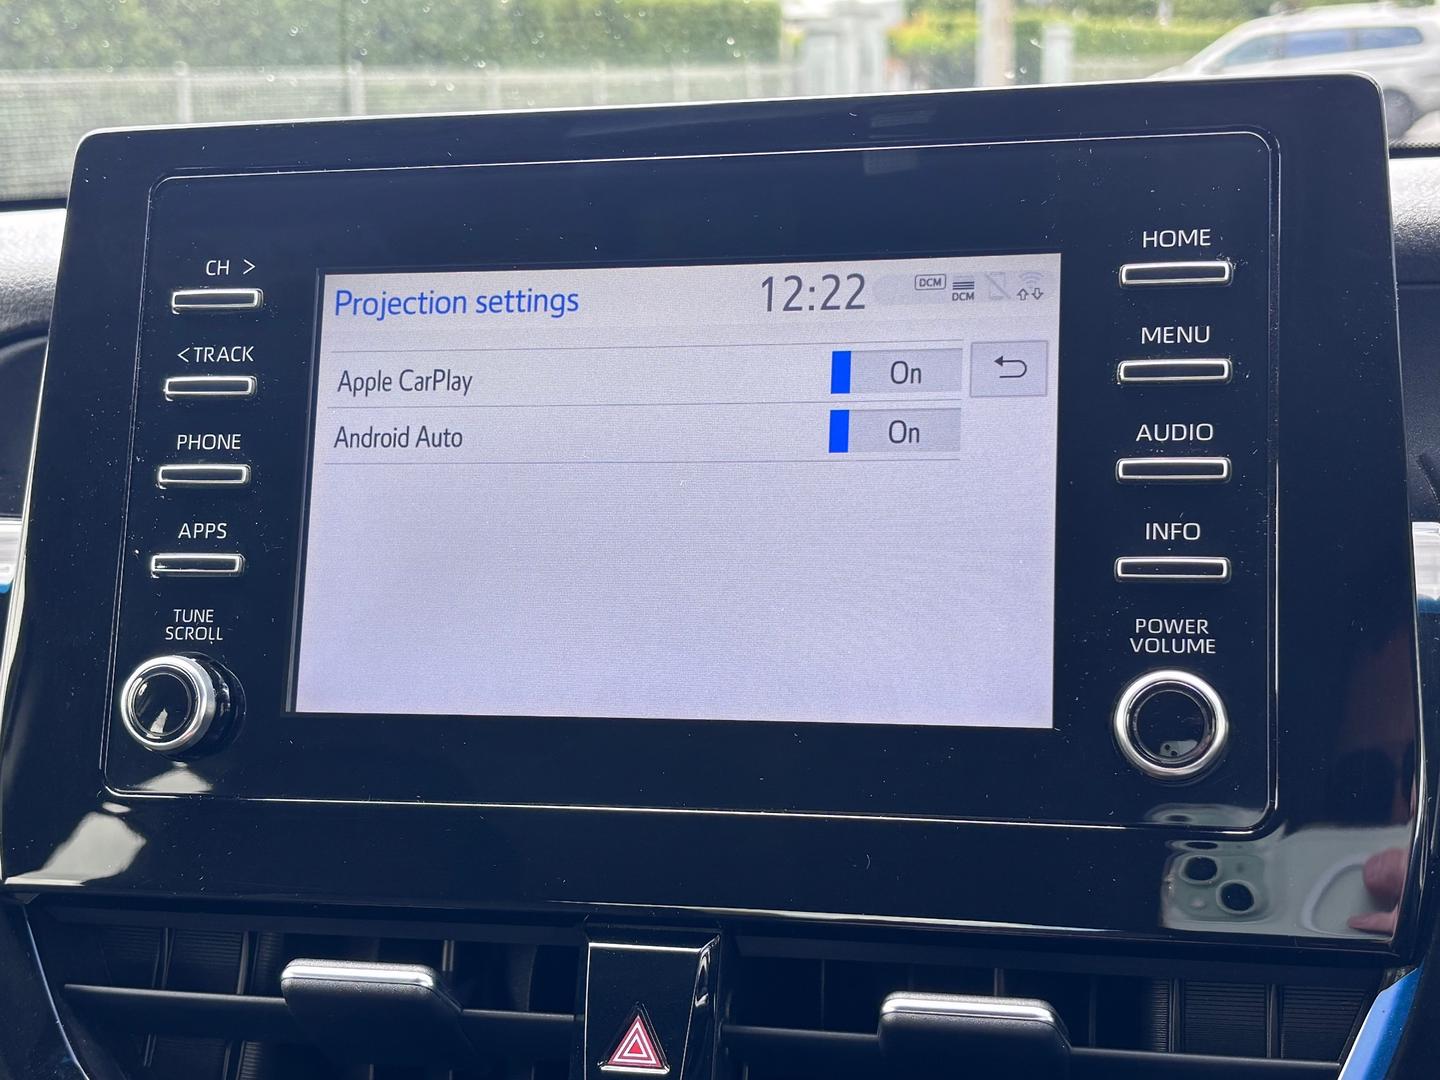 CH >
< TRACK
PHONE
APPS
TUNE
SCROLL
Projection settings
12:22
DCM
DCM
Apple CarPlay
On
Android Auto
On
HOME
MENU
AUDIO
INFO
POWER
VOLUME